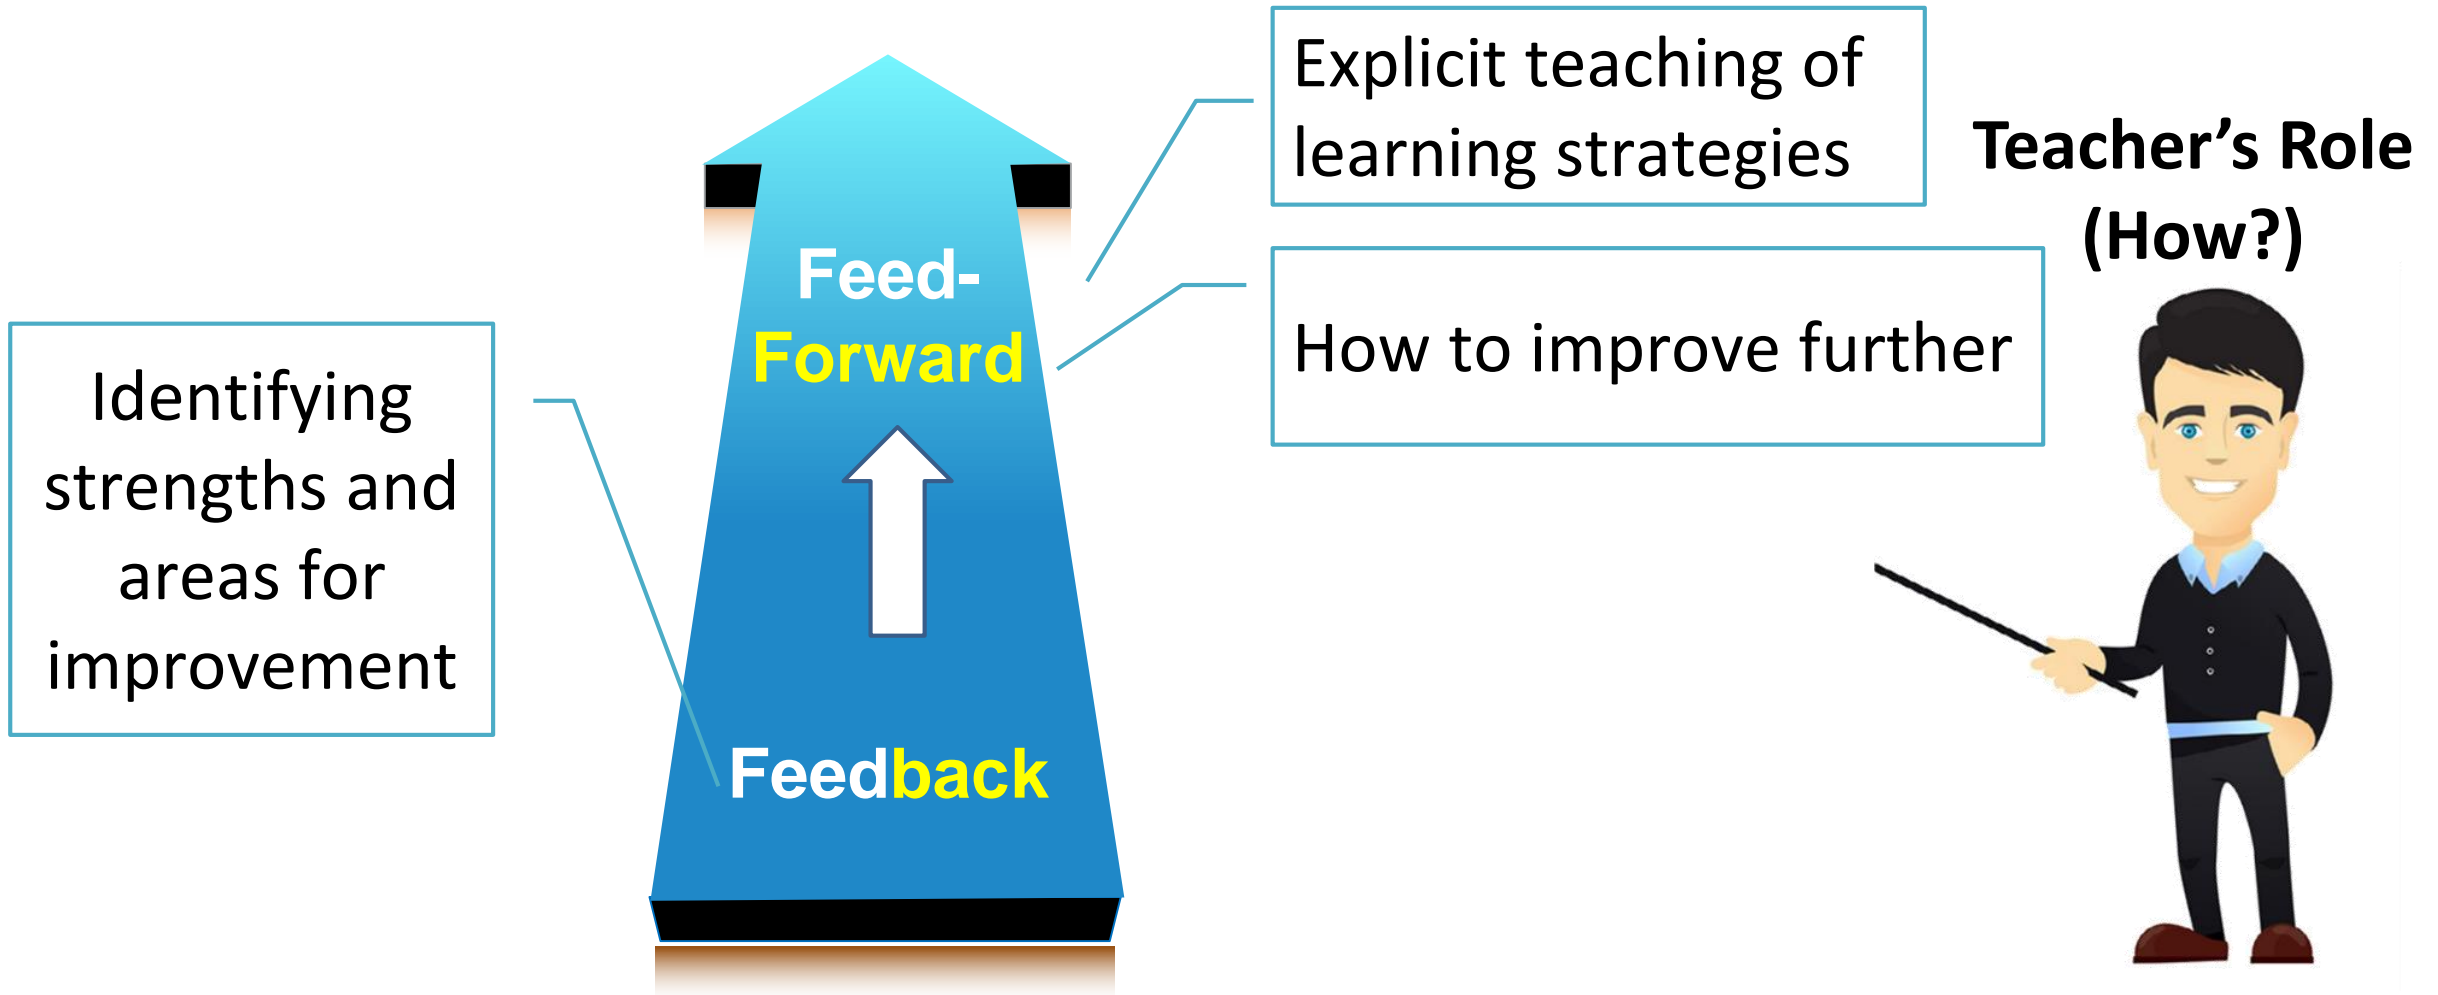 Explicit teaching of
learning strategies
Teacher’s Role
(How?)
Feed-
Forward
How to improve further
Identifying
strengths and
areas for
improvement
Feedback